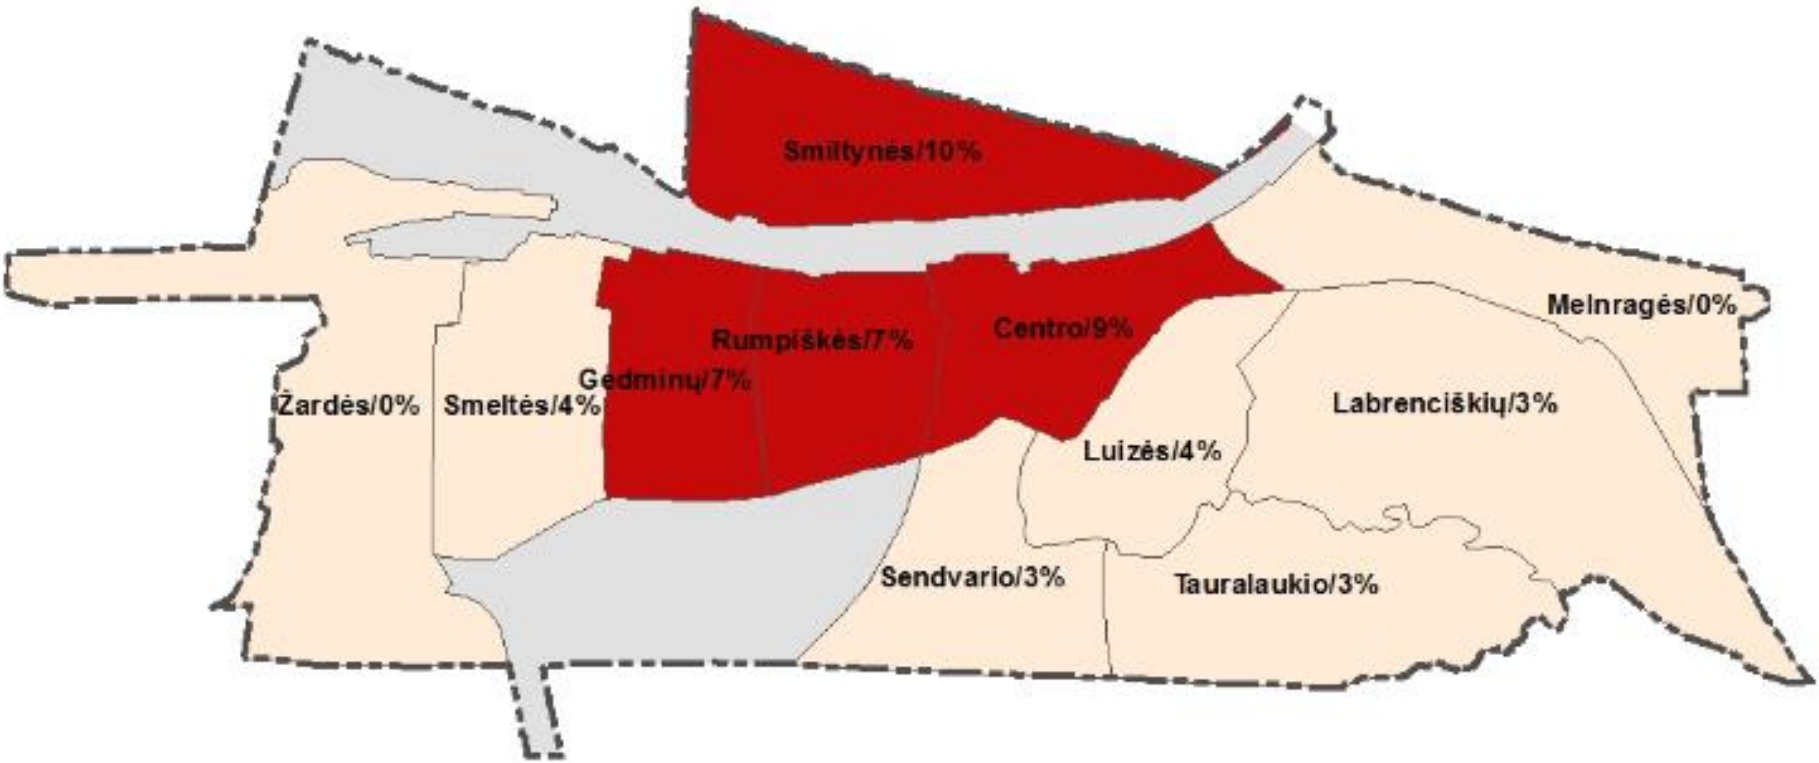 Smiltynės/10%
Melnragės/0%
Centro/9%
Rumpiškės/7%
Gedminų/7%
Žardės/0%
Smeltės/4%
Labrenciškių/3%
Luizės/4%
Sendvario/3%
Tauralaukio/3%